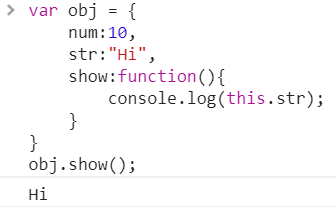 > var obj = {
    num:10,
    str:"Hi",
    show:function(){
        console.log(this.str);
    }
}
obj.show();
Hi